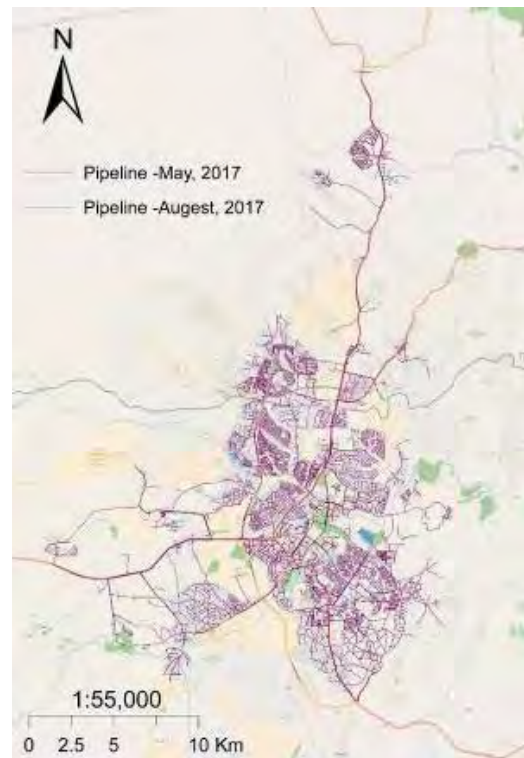 N
Pipeline -May, 2017
Pipeline -Augest, 2017
1:55,000
0 2.5 5 10 Km